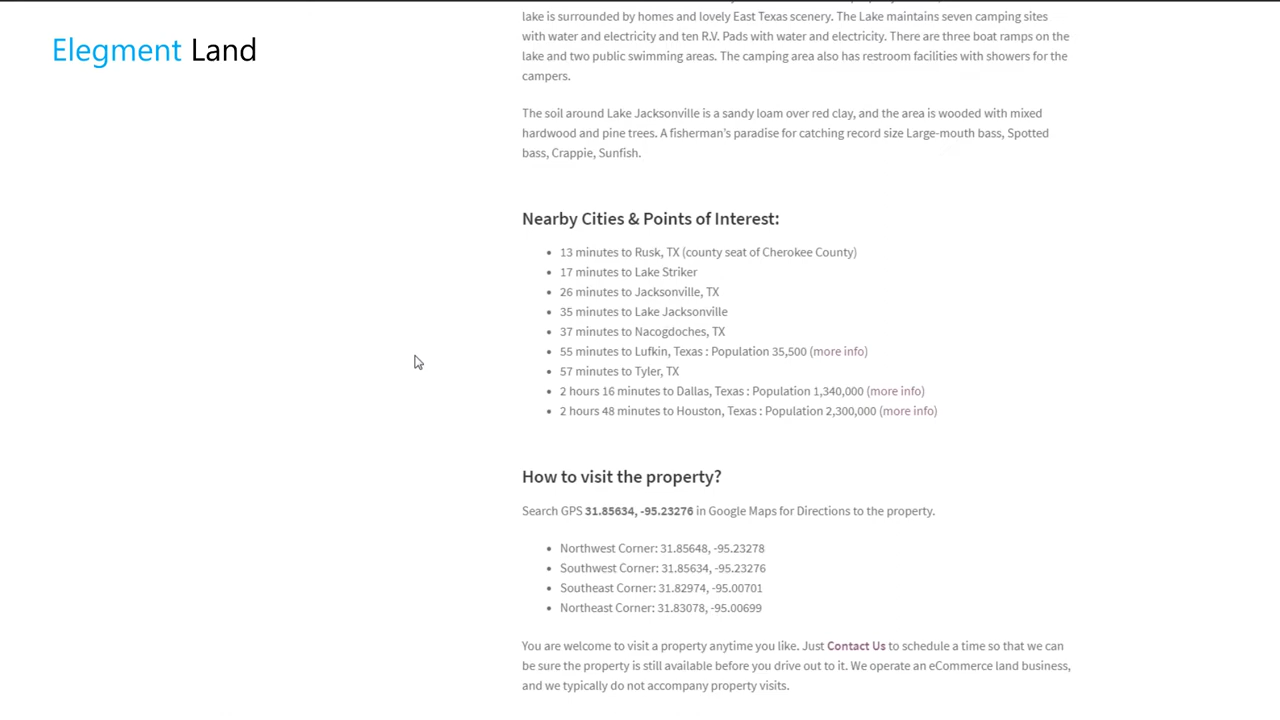 Elegment Land
lake is surrounded by homes and lovely East Texas scenery. The Lake maintains seven camping sites
with water and electricity and ten R.V. Pads with water and electricity. There are three boat ramps on the
lake and two public swimming areas. The camping area also has restroom facilities with showers for the
campers.
The soil around Lake Jacksonville is a sandy loam over red clay, and the area is wooded with mixed
hardwood and pine trees. A fisherman's paradise for catching record size Large-mouth bass, Spotted
bass, Crappie, Sunfish.
Nearby Cities & Points of Interest:
• 13 minutes to Rusk, TX (county seat of Cherokee County)
• 17 minutes to Lake Striker
• 26 minutes to Jacksonville, TX
• 35 minutes to Lake Jacksonville
• 37 minutes to Nacogdoches, TX
• 55 minutes to Lufkin, Texas : Population 35,500 (more info)
• 57 minutes to Tyler, TX
• 2 hours 16 minutes to Dallas, Texas : Population 1,340,000 (more info)
• 2 hours 48 minutes to Houston, Texas : Population 2,300,000 (more info)
How to visit the property?
Search GPS 31.85634, -95.23276 in Google Maps for Directions to the property.
• Northwest Corner: 31.85648, -95.23278
• Southwest Corner: 31.85634, -95.23276
• Southeast Corner: 31.82974, -95.00701
• Northeast Corner: 31.83078, -95.00699
You are welcome to visit a property anytime you like. Just Contact Us to schedule a time so that we can
be sure the property is still available before you drive out to it. We operate an eCommerce land business,
and we typically do not accompany property visits.